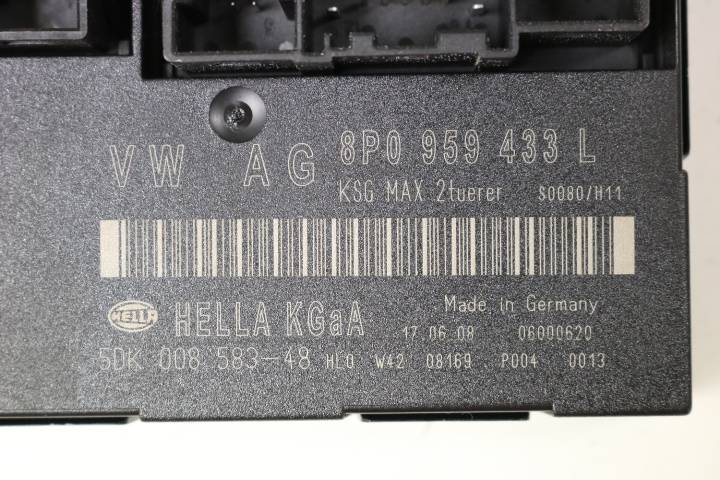 VW AG 8P0 959 433 L
KSG MAX 2tuerer S0080/H11
HELLA HELLA KGaA Made in Germany
17.06.08 06000620
5DK 008 583-48 HL0 W42 08169 P004 0013